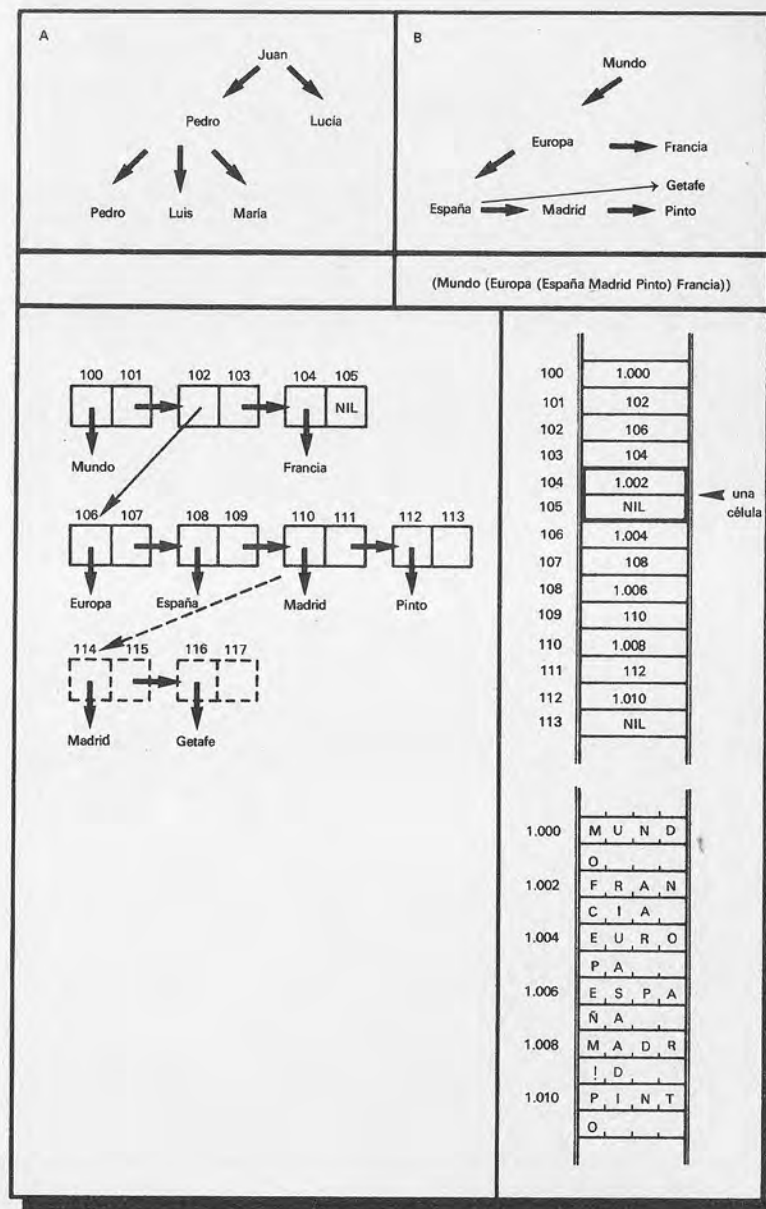 A
Juan
Pedro Lucía
Pedro Luis María
B
Mundo
Europa Francia
Getafe
España Madrid Pinto
(Mundo (Europa (España Madrid Pinto) Francia))
100 101 102 103 104 105
NIL
Mundo Francia
106 107 108 109 110 111 112 113
Europa España Madrid Pinto
114 115 116 117
Madrid Getafe
100 1.000
101 102
102 106
103 104
104 1.002
105 NIL
una
célula
106 1.004
107 108
108 1.006
109 110
110 1.008
111 112
112 1.010
113 NIL
1.000 M U N D
O
1.002 F R A N
C I A
1.004 E U R O
P A
1.006 E S P A
Ñ A
1.008 M A D R
! D
1.010 P I N T
O